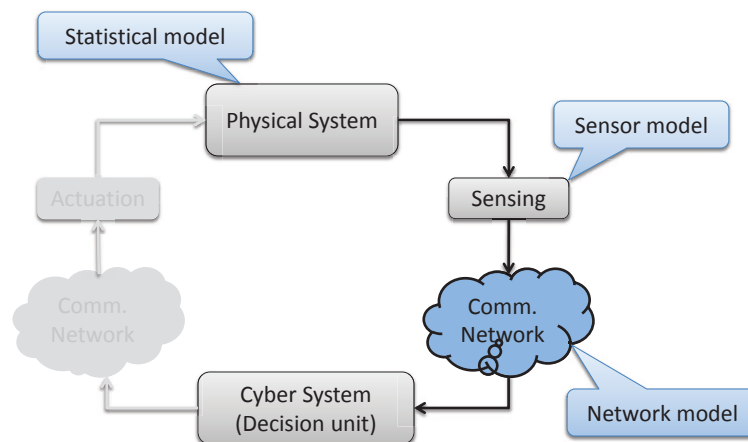 Statistical model
Physical System
Sensor model
Actuation
Sensing
Comm.
Network
Comm.
Network
Cyber System
(Decision unit)
Network model